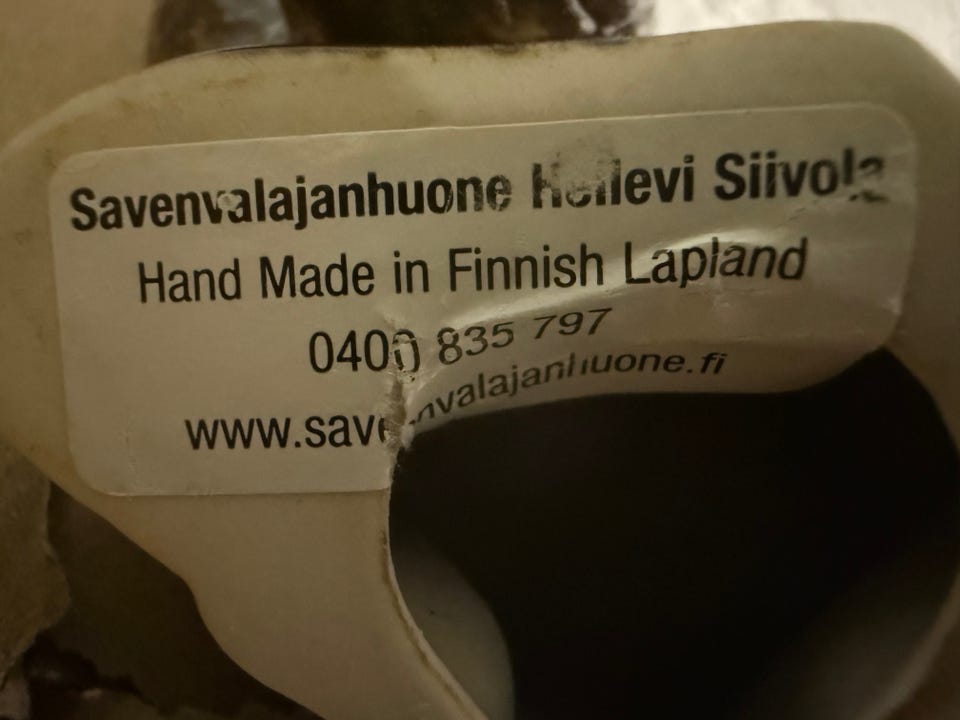 Savenvalajanhuone Hellevi Siivola
Hand Made in Finnish Lapland
0400 835 797
www.savenvalajanhuone.fi